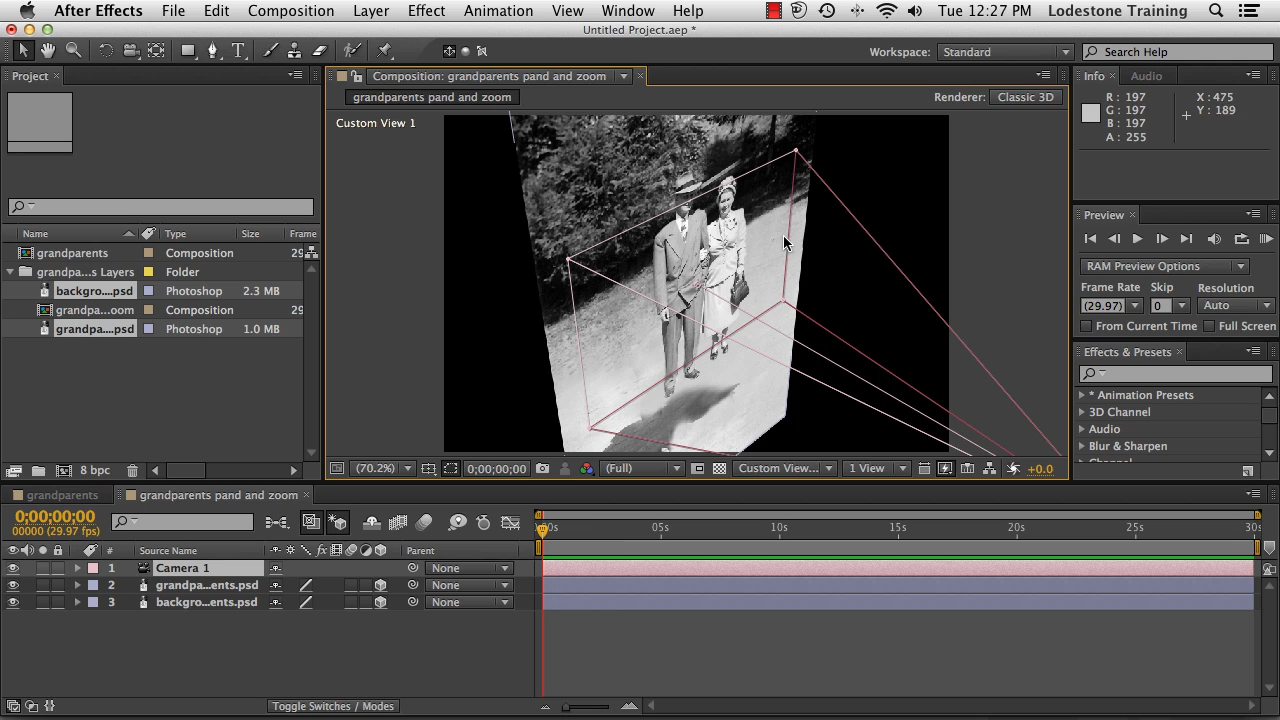 After Effects File Edit Composition Layer Effect Animation View Window Help Tue 12:27 PM Lodestone Training
Untitled Project.aep *
Workspace: Standard Search Help
Project
Name Type Size Frame
grandparents Composition 29
grandpa...s Layers Folder
backgro....psd Photoshop 2.3 MB
grandpa...oom Composition 29
grandpa....psd Photoshop 1.0 MB
8 bpc
Composition: grandparents pand and zoom
grandparents pand and zoom Renderer: Classic 3D
Custom View 1
(70.2%) 0;00;00;00 (Full) Custom View... 1 View +0.0
Info Audio
R : 197 X : 475
G : 197 Y : 189
B : 197
A : 255
Preview
RAM Preview Options
Frame Rate Skip Resolution
(29.97) 0 Auto
From Current Time Full Screen
Effects & Presets
* Animation Presets
3D Channel
Audio
Blur & Sharpen
Channel
grandparents grandparents pand and zoom
0;00;00;00
00000 (29.97 fps)
05s 10s 15s 20s 25s 30s
# Source Name Parent
1 Camera 1 None
2 grandpa...ents.psd None
3 backgro...ents.psd None
Toggle Switches / Modes